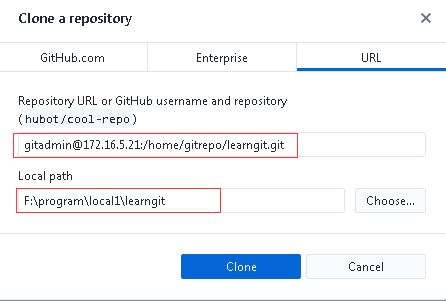 Clone a repository
GitHub.com
Enterprise
URL
Repository URL or GitHub username and repository
(hubot/cool-repo)
gitadmin@172.16.5.21:/home/gitrepo/learngit.git
Local path
F:\program\local1\learngit
Choose...
Clone
Cancel